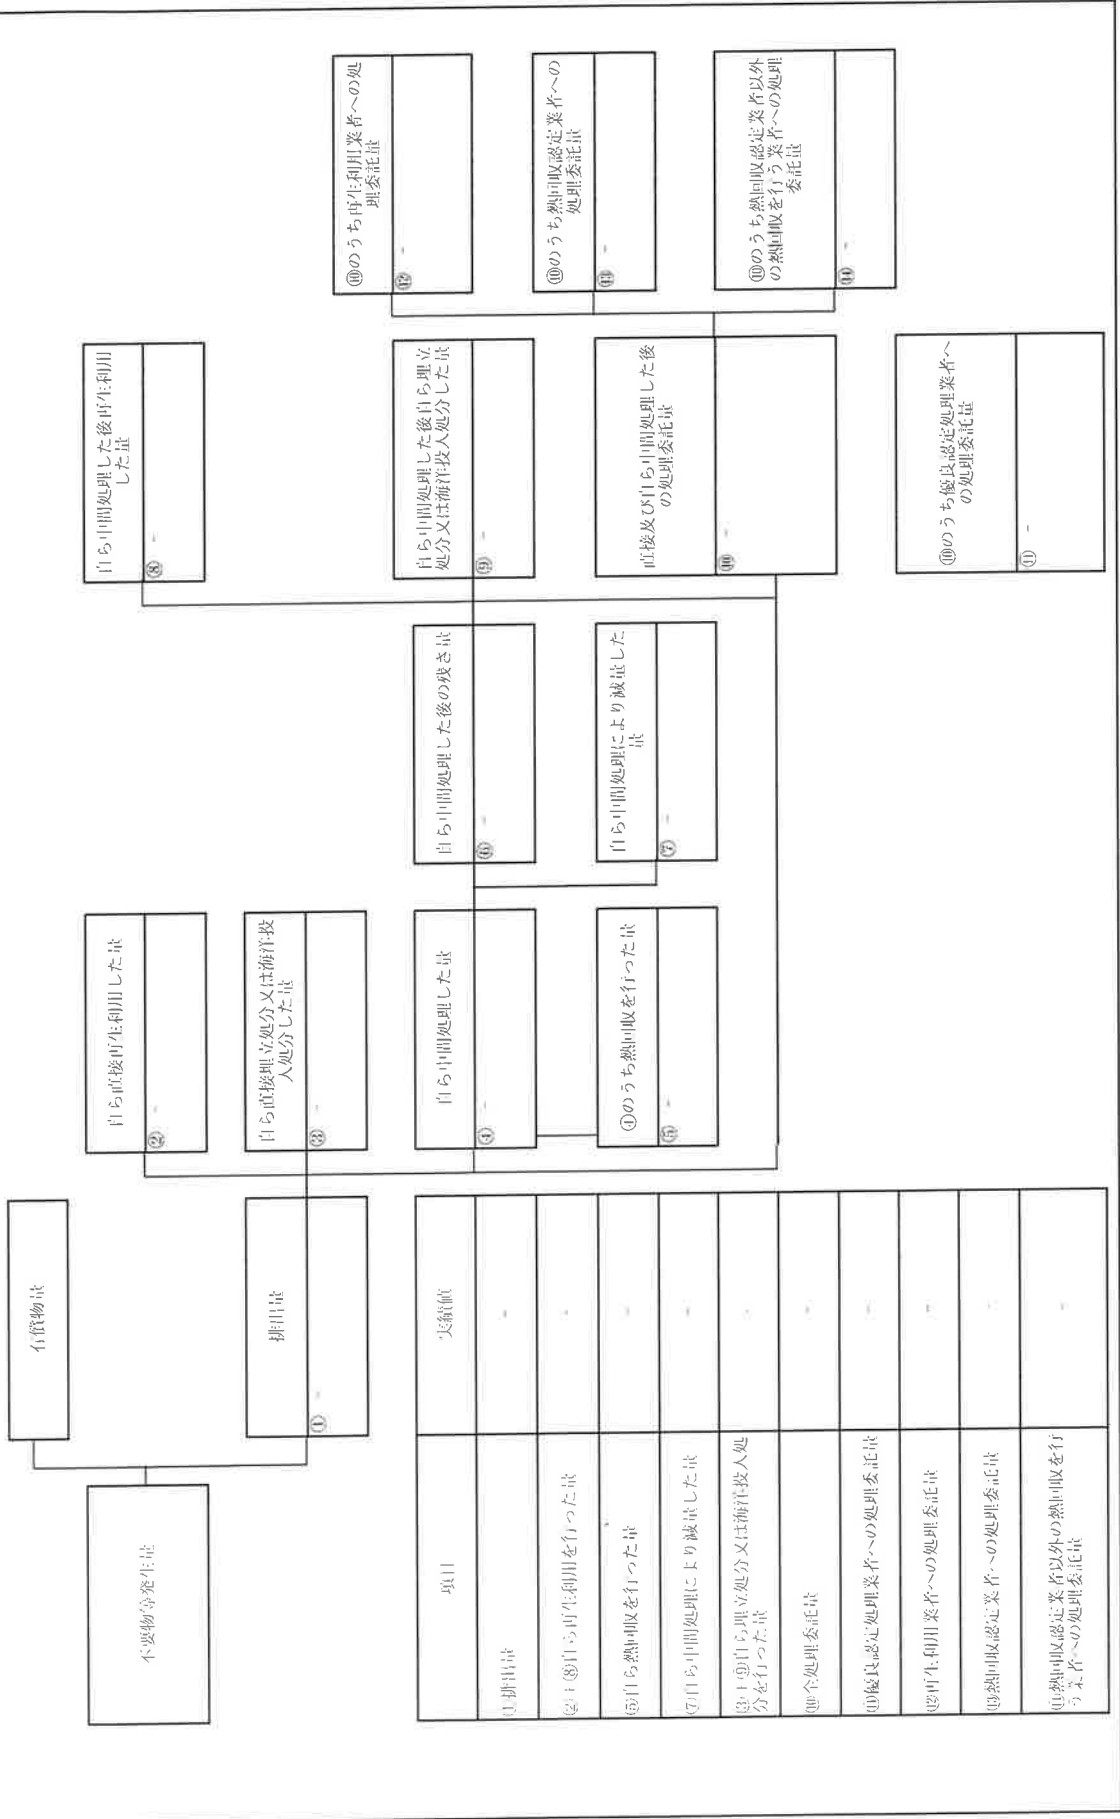 不要物等発生量
有償物量
排出量
① －
自ら直接再生利用した量
② －
自ら直接埋立処分又は海洋投
入処分した量
③ －
自ら中間処理した量
④ －
④のうち熱回収を行った量
⑤ －
自ら中間処理した後の残さ量
⑥ －
自ら中間処理により減量した
量
⑦ －
自ら中間処理した後再生利用
した量
⑧ －
自ら中間処理した後自ら埋立
処分又は海洋投入処分した量
⑨ －
直接及び自ら中間処理した後
の処理委託量
⑩ －
⑩のうち優良認定処理業者へ
の処理委託量
⑪ －
⑩のうち再生利用業者への処
理委託量
⑫ －
⑩のうち熱回収認定業者への
処理委託量
⑬ －
⑩のうち熱回収認定業者以外
の熱回収を行う業者への処理
委託量
⑭ －
項目 実績値
①排出量 －
②＋⑧自ら再生利用を行った量 －
⑤自ら熱回収を行った量 －
⑦自ら中間処理により減量した量 －
③＋⑨自ら埋立処分又は海洋投入処
分を行った量 －
⑩全処理委託量 －
⑪優良認定処理業者への処理委託量 －
⑫再生利用業者への処理委託量 －
⑬熱回収認定業者への処理委託量 －
⑭熱回収認定業者以外の熱回収を行
う業者への処理委託量 －